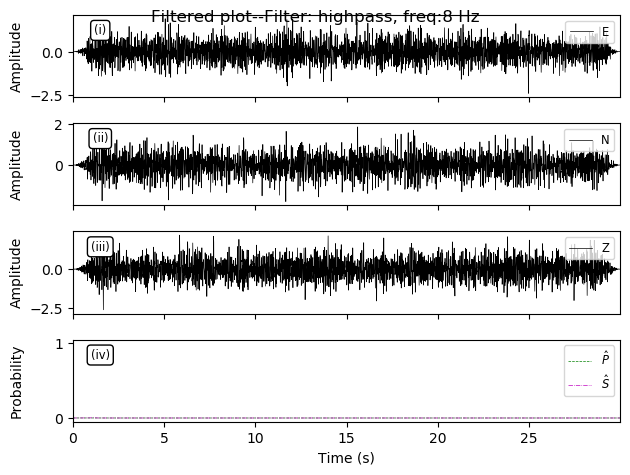 Filtered plot--Filter: highpass, freq:8 Hz
(i)
E
Amplitude
0.0
−2.5
(ii)
N
Amplitude
2
0
(iii)
Z
Amplitude
0.0
−2.5
(iv)
P̂
Ŝ
Probability
1
0
0 5 10 15 20 25
Time (s)